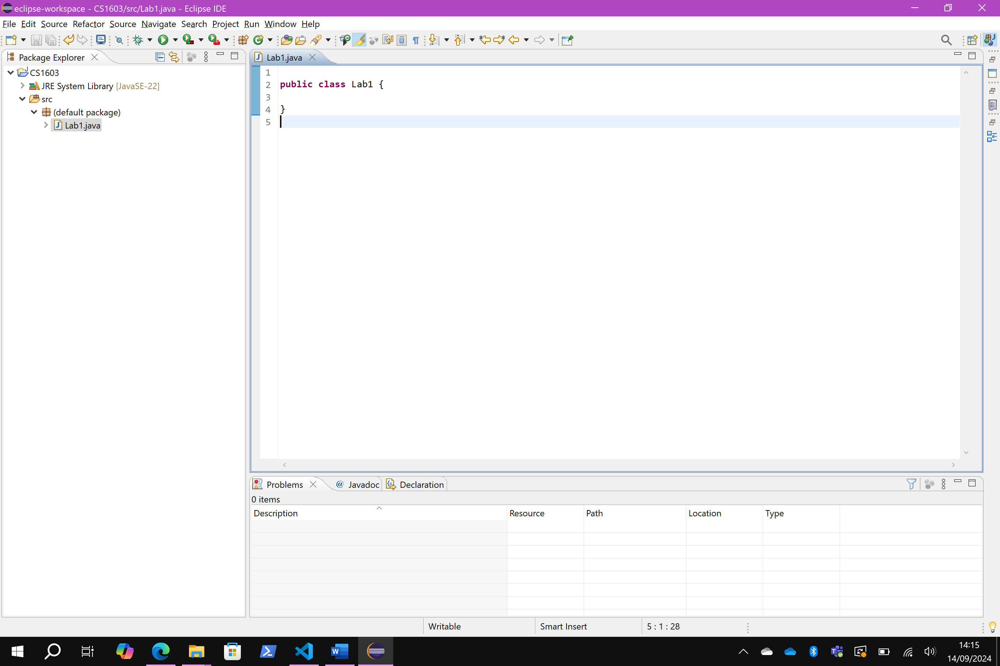 eclipse-workspace - CS1603/src/Lab1.java - Eclipse IDE
File Edit Source Refactor Source Navigate Search Project Run Window Help
Package Explorer
CS1603
JRE System Library [JavaSE-22]
src
(default package)
Lab1.java
Lab1.java
1
2 public class Lab1 {
3
4 }
5
Problems @ Javadoc Declaration
0 items
Description Resource Path Location Type
Writable Smart Insert 5 : 1 : 28
14:15
14/09/2024